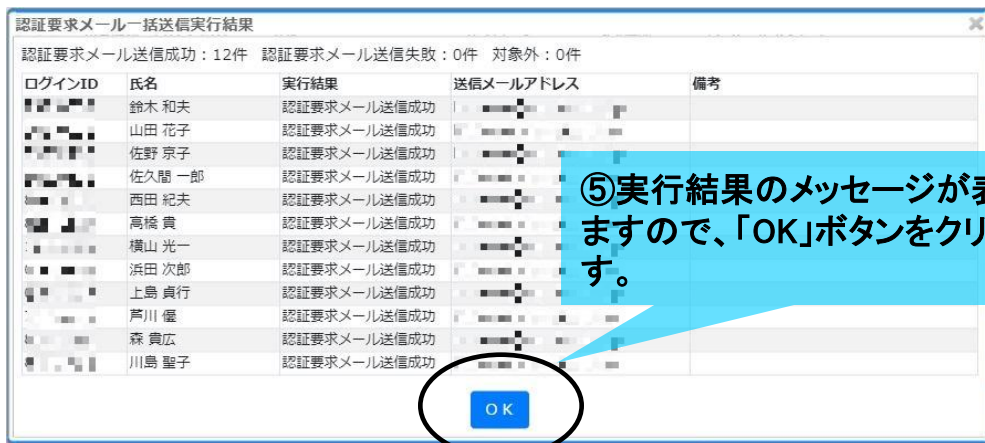 認証要求メール一括送信実行結果
認証要求メール送信成功：12件 認証要求メール送信失敗：0件 対象外：0件
ログインID 氏名 実行結果 送信メールアドレス 備考
鈴木 和夫 認証要求メール送信成功
山田 花子 認証要求メール送信成功
佐野 京子 認証要求メール送信成功
佐久間 一郎 認証要求メール送信成功
西田 紀夫 認証要求メール送信成功
高橋 貴 認証要求メール送信成功
横山 光一 認証要求メール送信成功
浜田 次郎 認証要求メール送信成功
上島 貞行 認証要求メール送信成功
芦川 優 認証要求メール送信成功
森 貴広 認証要求メール送信成功
川島 聖子 認証要求メール送信成功
⑤実行結果のメッセージが表
ますので、「OK」ボタンをクリ
す。
OK